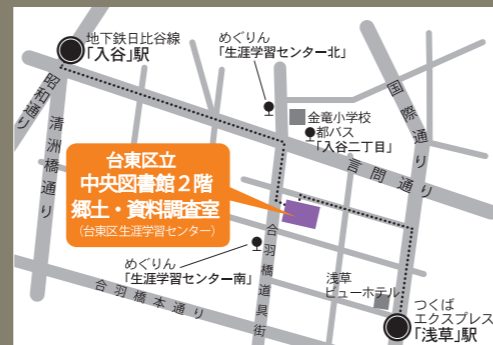 地下鉄日比谷線
「入谷」駅
めぐりん
「生涯学習センター北」
国際通り
昭和通り
清洲橋通り
金竜小学校
都バス
「入谷二丁目」
言問通り
台東区立
中央図書館２階
郷土・資料調査室
（台東区生涯学習センター）
めぐりん
「生涯学習センター南」
合羽橋道具街
合羽橋本通り
浅草
ビューホテル
つくば
エクスプレス
「浅草」駅